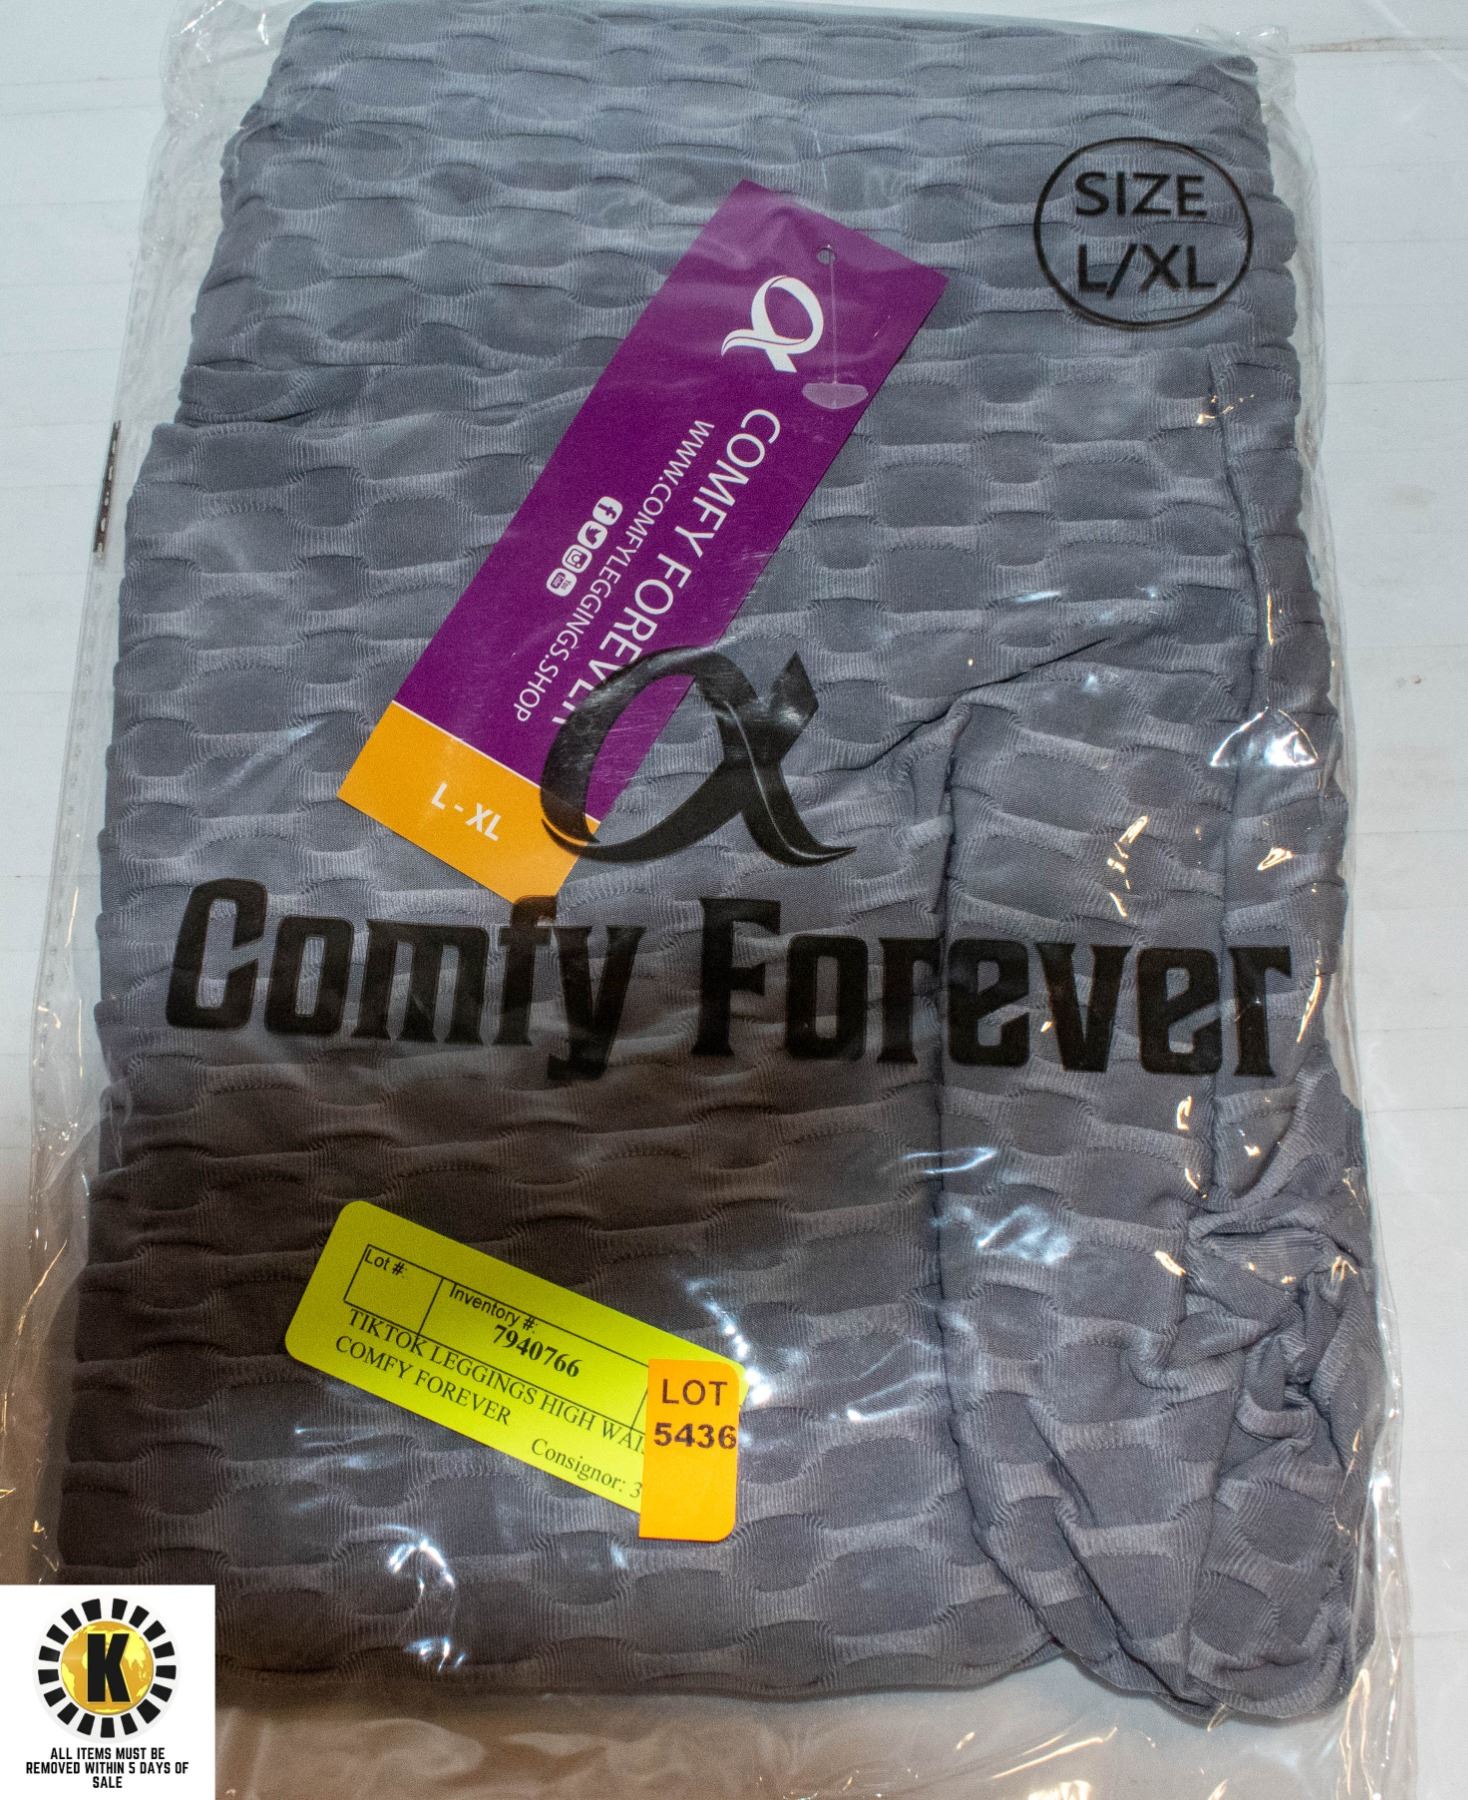 SIZE
L/XL
COMFY FOREVER
WWW.COMFYLEGGINGS.SHOP
L - XL
Comfy Forever
Lot #:
Inventory #:
7940766
TIKTOK LEGGINGS HIGH
COMFY FOREVER
Consignor: 3
LOT
5436
K
ALL ITEMS MUST BE
REMOVED WITHIN 5 DAYS OF
SALE